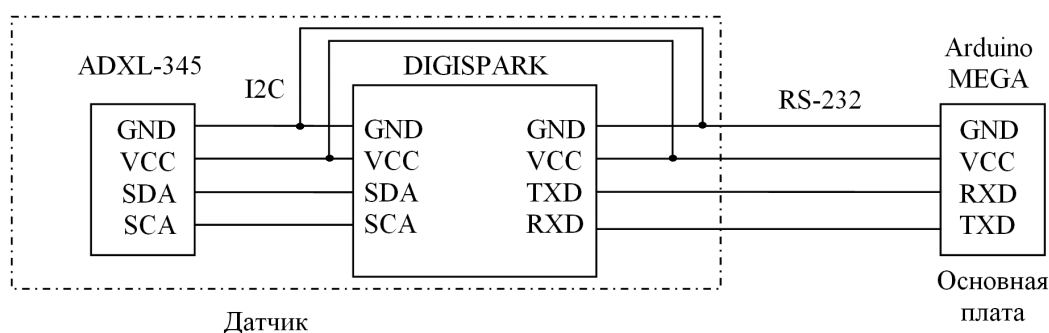 ADXL-345
I2C
DIGISPARK
RS-232
Arduino
MEGA
GND
VCC
SDA
SCA
GND
VCC
SDA
SCA
GND
VCC
TXD
RXD
GND
VCC
RXD
TXD
Датчик
Основная
плата